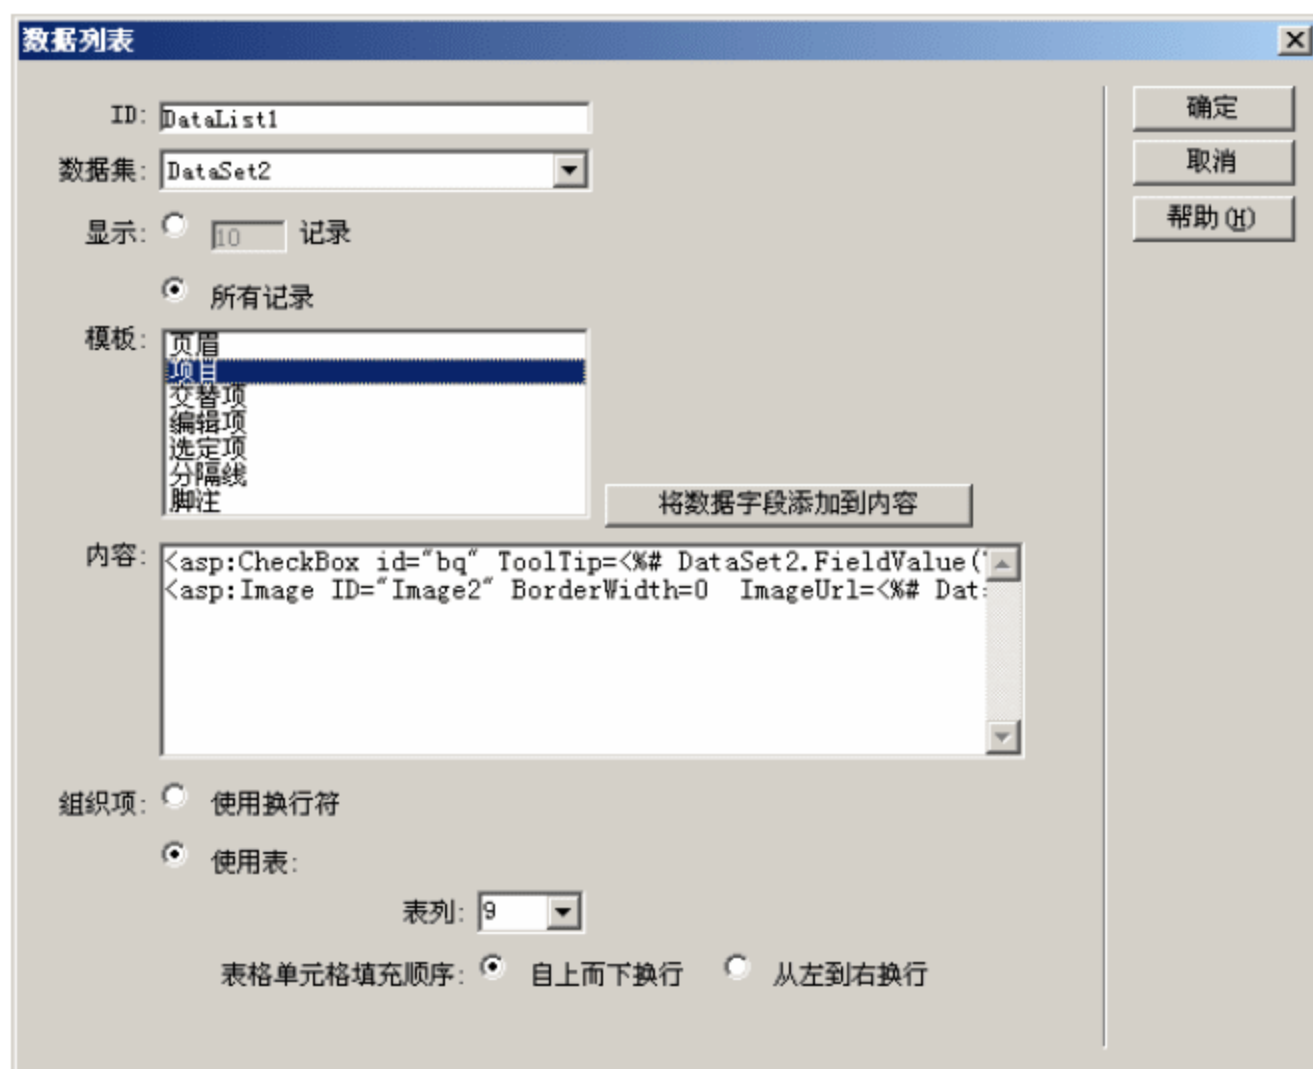 数据列表
ID: DataList1
数据集: DataSet2
显示: 10 记录
所有记录
模板: 页眉
项目
交替项
编辑项
选定项
分隔线
脚注
将数据字段添加到内容
内容: <asp:CheckBox id="bq" ToolTip=<%# DataSet2.FieldValue("
<asp:Image ID="Image2" BorderWidth=0  ImageUrl=<%# Dat
组织项: 使用换行符
使用表:
表列: 9
表格单元格填充顺序: 自上而下换行 从左到右换行
确定
取消
帮助(H)